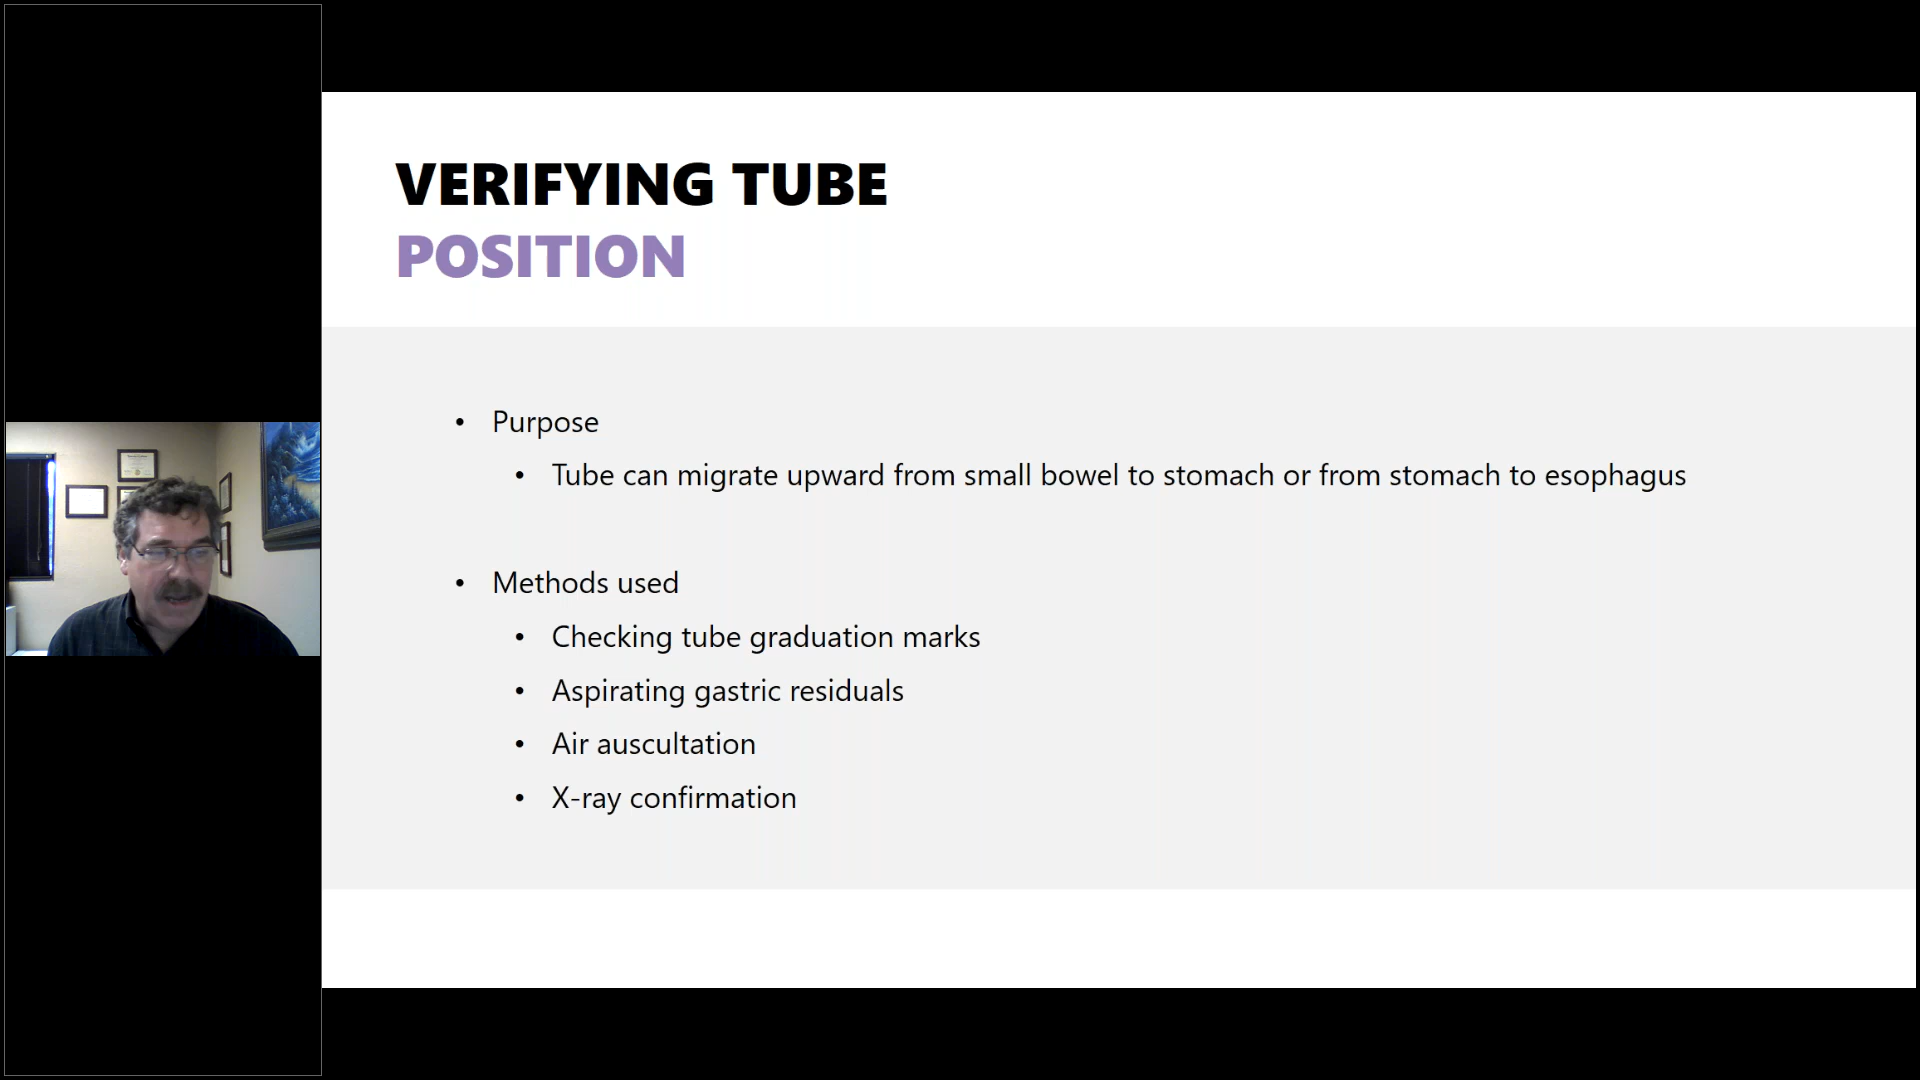 VERIFYING TUBE
POSITION
• Purpose
• Tube can migrate upward from small bowel to stomach or from stomach to esophagus
• Methods used
• Checking tube graduation marks
• Aspirating gastric residuals
• Air auscultation
• X-ray confirmation